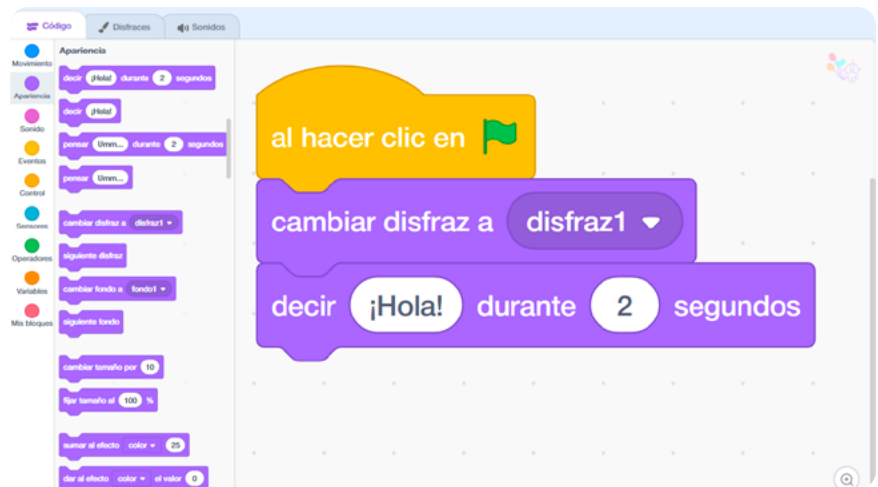 Código
Disfraces
Sonidos
Movimiento
Apariencia
Sonido
Eventos
Control
Sensores
Operadores
Variables
Mis bloques
Apariencia
decir ¡Hola! durante 2 segundos
decir ¡Hola!
pensar Umm... durante 2 segundos
pensar Umm...
cambiar disfraz a disfraz1
siguiente disfraz
cambiar fondo a fondo1
siguiente fondo
cambiar tamaño por 10
fijar tamaño al 100 %
sumar al efecto color 25
dar al efecto color el valor 0
al hacer clic en
cambiar disfraz a disfraz1
decir ¡Hola! durante 2 segundos